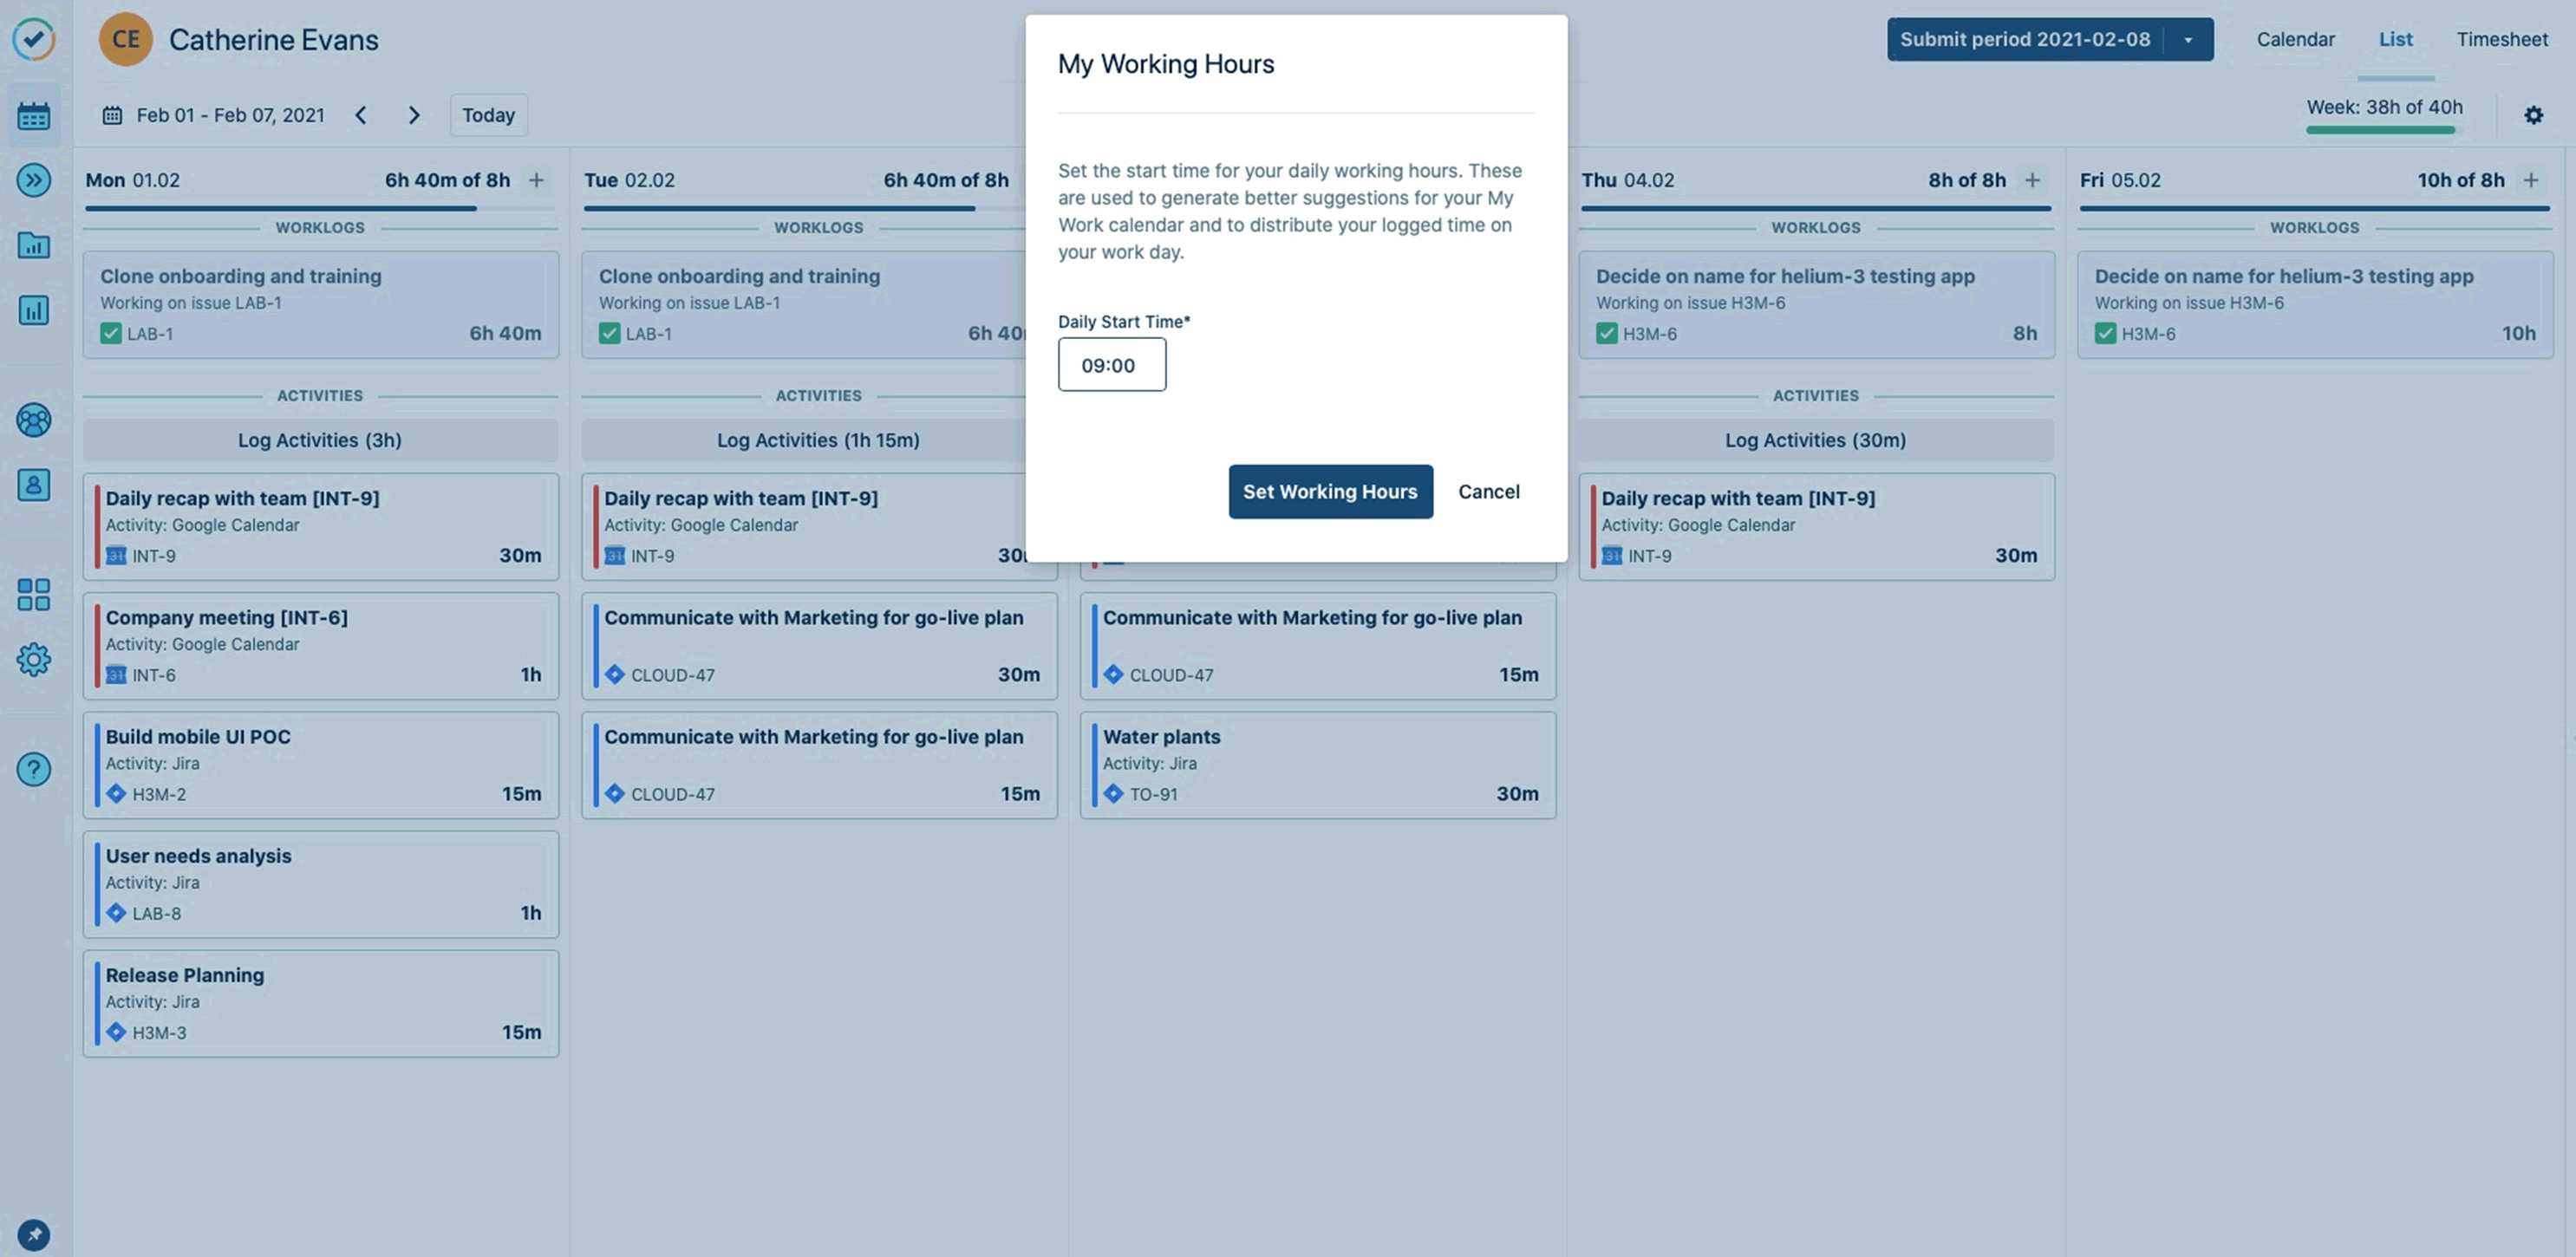 CE Catherine Evans
Submit period 2021-02-08
Calendar
List
Timesheet
Feb 01 - Feb 07, 2021
Today
Week: 38h of 40h
My Working Hours
Set the start time for your daily working hours. These
are used to generate better suggestions for your My
Work calendar and to distribute your logged time on
your work day.
Daily Start Time*
09:00
Set Working Hours
Cancel
Mon 01.02
6h 40m of 8h
WORKLOGS
Clone onboarding and training
Working on issue LAB-1
LAB-1
6h 40m
ACTIVITIES
Log Activities (3h)
Daily recap with team [INT-9]
Activity: Google Calendar
31 INT-9
30m
Company meeting [INT-6]
Activity: Google Calendar
31 INT-6
1h
Build mobile UI POC
Activity: Jira
H3M-2
15m
User needs analysis
Activity: Jira
LAB-8
1h
Release Planning
Activity: Jira
H3M-3
15m
Tue 02.02
6h 40m of 8h
WORKLOGS
Clone onboarding and training
Working on issue LAB-1
LAB-1
6h 40
ACTIVITIES
Log Activities (1h 15m)
Daily recap with team [INT-9]
Activity: Google Calendar
31 INT-9
30
Communicate with Marketing for go-live plan
CLOUD-47
30m
Communicate with Marketing for go-live plan
CLOUD-47
15m
Communicate with Marketing for go-live plan
CLOUD-47
15m
Water plants
Activity: Jira
TO-91
30m
Thu 04.02
8h of 8h
WORKLOGS
Decide on name for helium-3 testing app
Working on issue H3M-6
H3M-6
8h
ACTIVITIES
Log Activities (30m)
Daily recap with team [INT-9]
Activity: Google Calendar
31 INT-9
30m
Fri 05.02
10h of 8h
WORKLOGS
Decide on name for helium-3 testing app
Working on issue H3M-6
H3M-6
10h